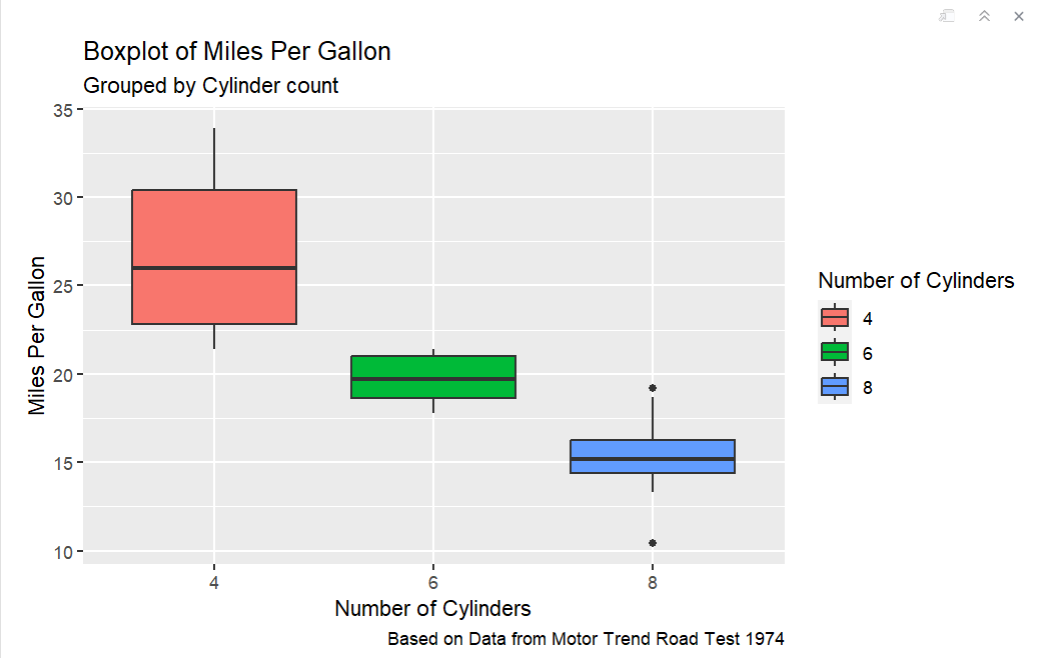 Boxplot of Miles Per Gallon
Grouped by Cylinder count
35
30
25
20
15
10
Miles Per Gallon
4
6
8
Number of Cylinders
Based on Data from Motor Trend Road Test 1974
Number of Cylinders
4
6
8